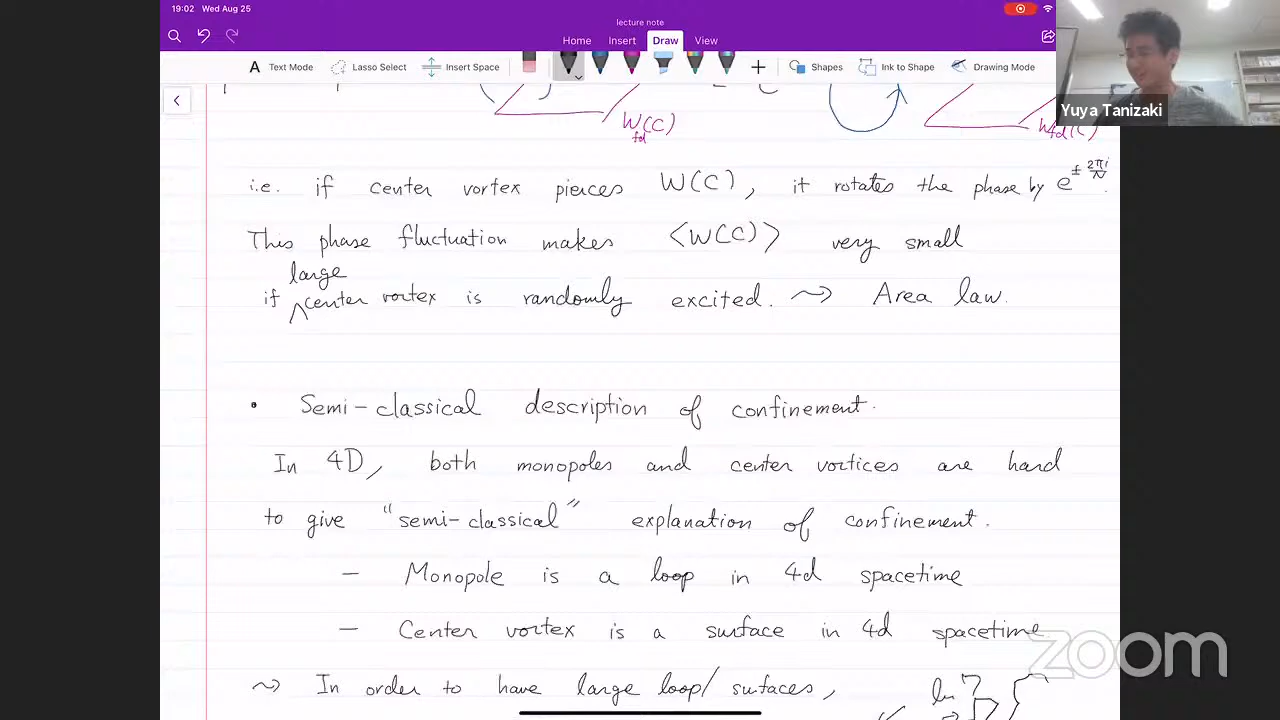 19:02 Wed Aug 25
lecture note
Home Insert Draw View
Text Mode Lasso Select Insert Space Shapes Ink to Shape Drawing Mode
Yuya Tanizaki
W_fd(C) W_fd(C)
i.e. if center vortex pierces W(C), it rotates the phase by e^{± 2πi/N}.
This phase fluctuation makes <W(C)> very small
large
if ^center vortex is randomly excited. ⇝ Area law.
• Semi-classical description of confinement.
In 4D, both monopoles and center vortices are hard
to give "semi-classical" explanation of confinement.
— Monopole is a loop in 4d spacetime
— Center vortex is a surface in 4d spacetime
zoom
⇝ In order to have large loop/surfaces,